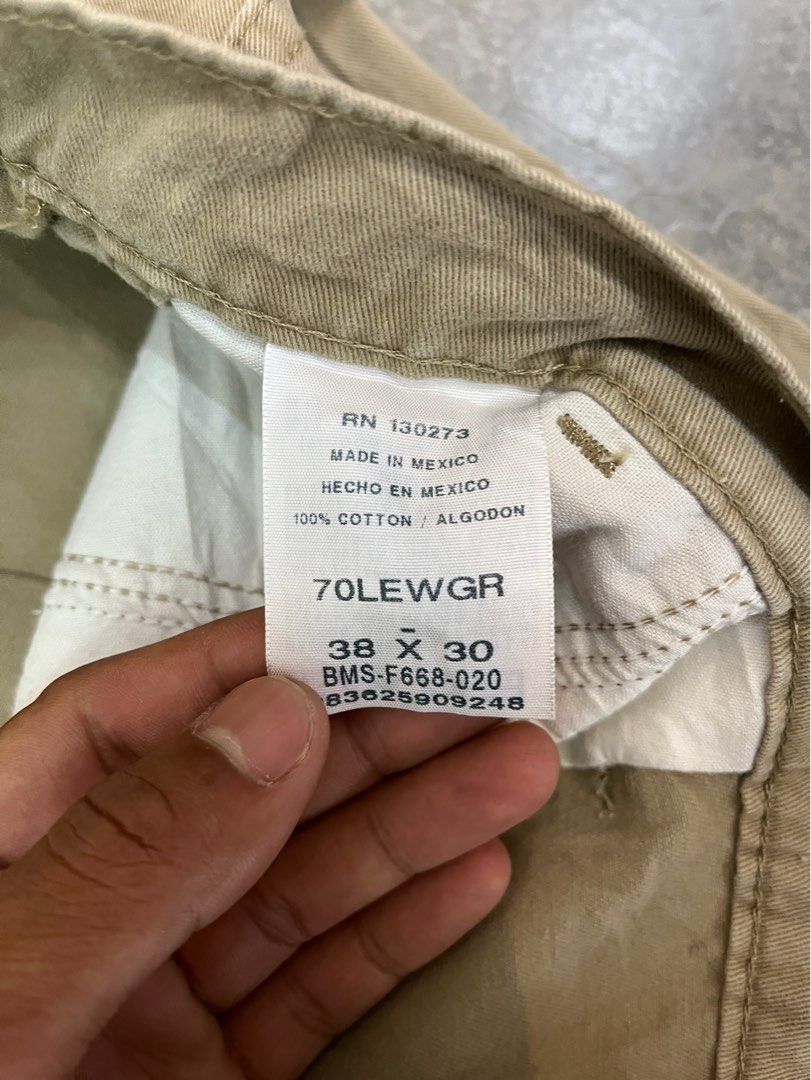 RN 130273
MADE IN MEXICO
HECHO EN MEXICO
100% COTTON / ALGODON
70LEWGR
38 X 30
BMS-F668-020
83625909248